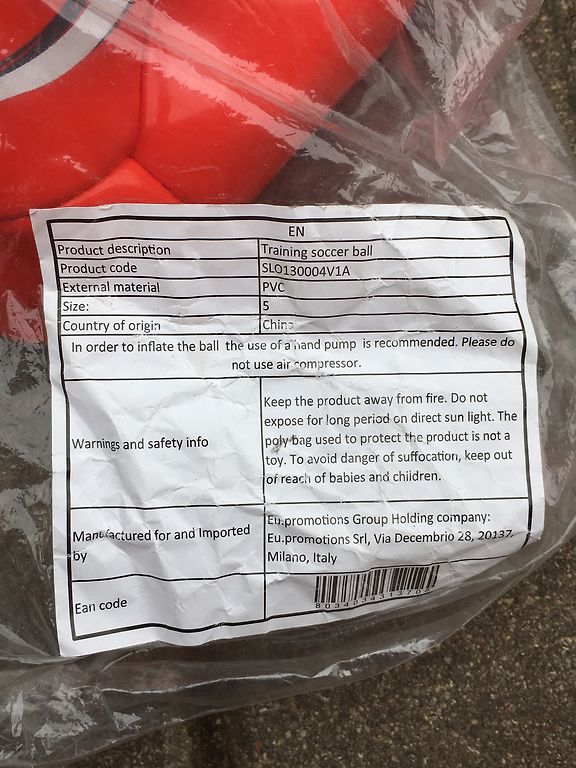 EN
Product description Training soccer ball
Product code SLO130004V1A
External material PVC
Size: 5
Country of origin China
In order to inflate the ball the use of a hand pump is recommended. Please do
not use air compressor.
Warnings and safety info
Keep the product away from fire. Do not
expose for long period on direct sun light. The
poly bag used to protect the product is not a
toy. To avoid danger of suffocation, keep out
of reach of babies and children.
Manufactured for and Imported
by
Eu.promotions Group Holding company:
Eu.promotions Srl, Via Decembrio 28, 20137.
Milano, Italy
Ean code